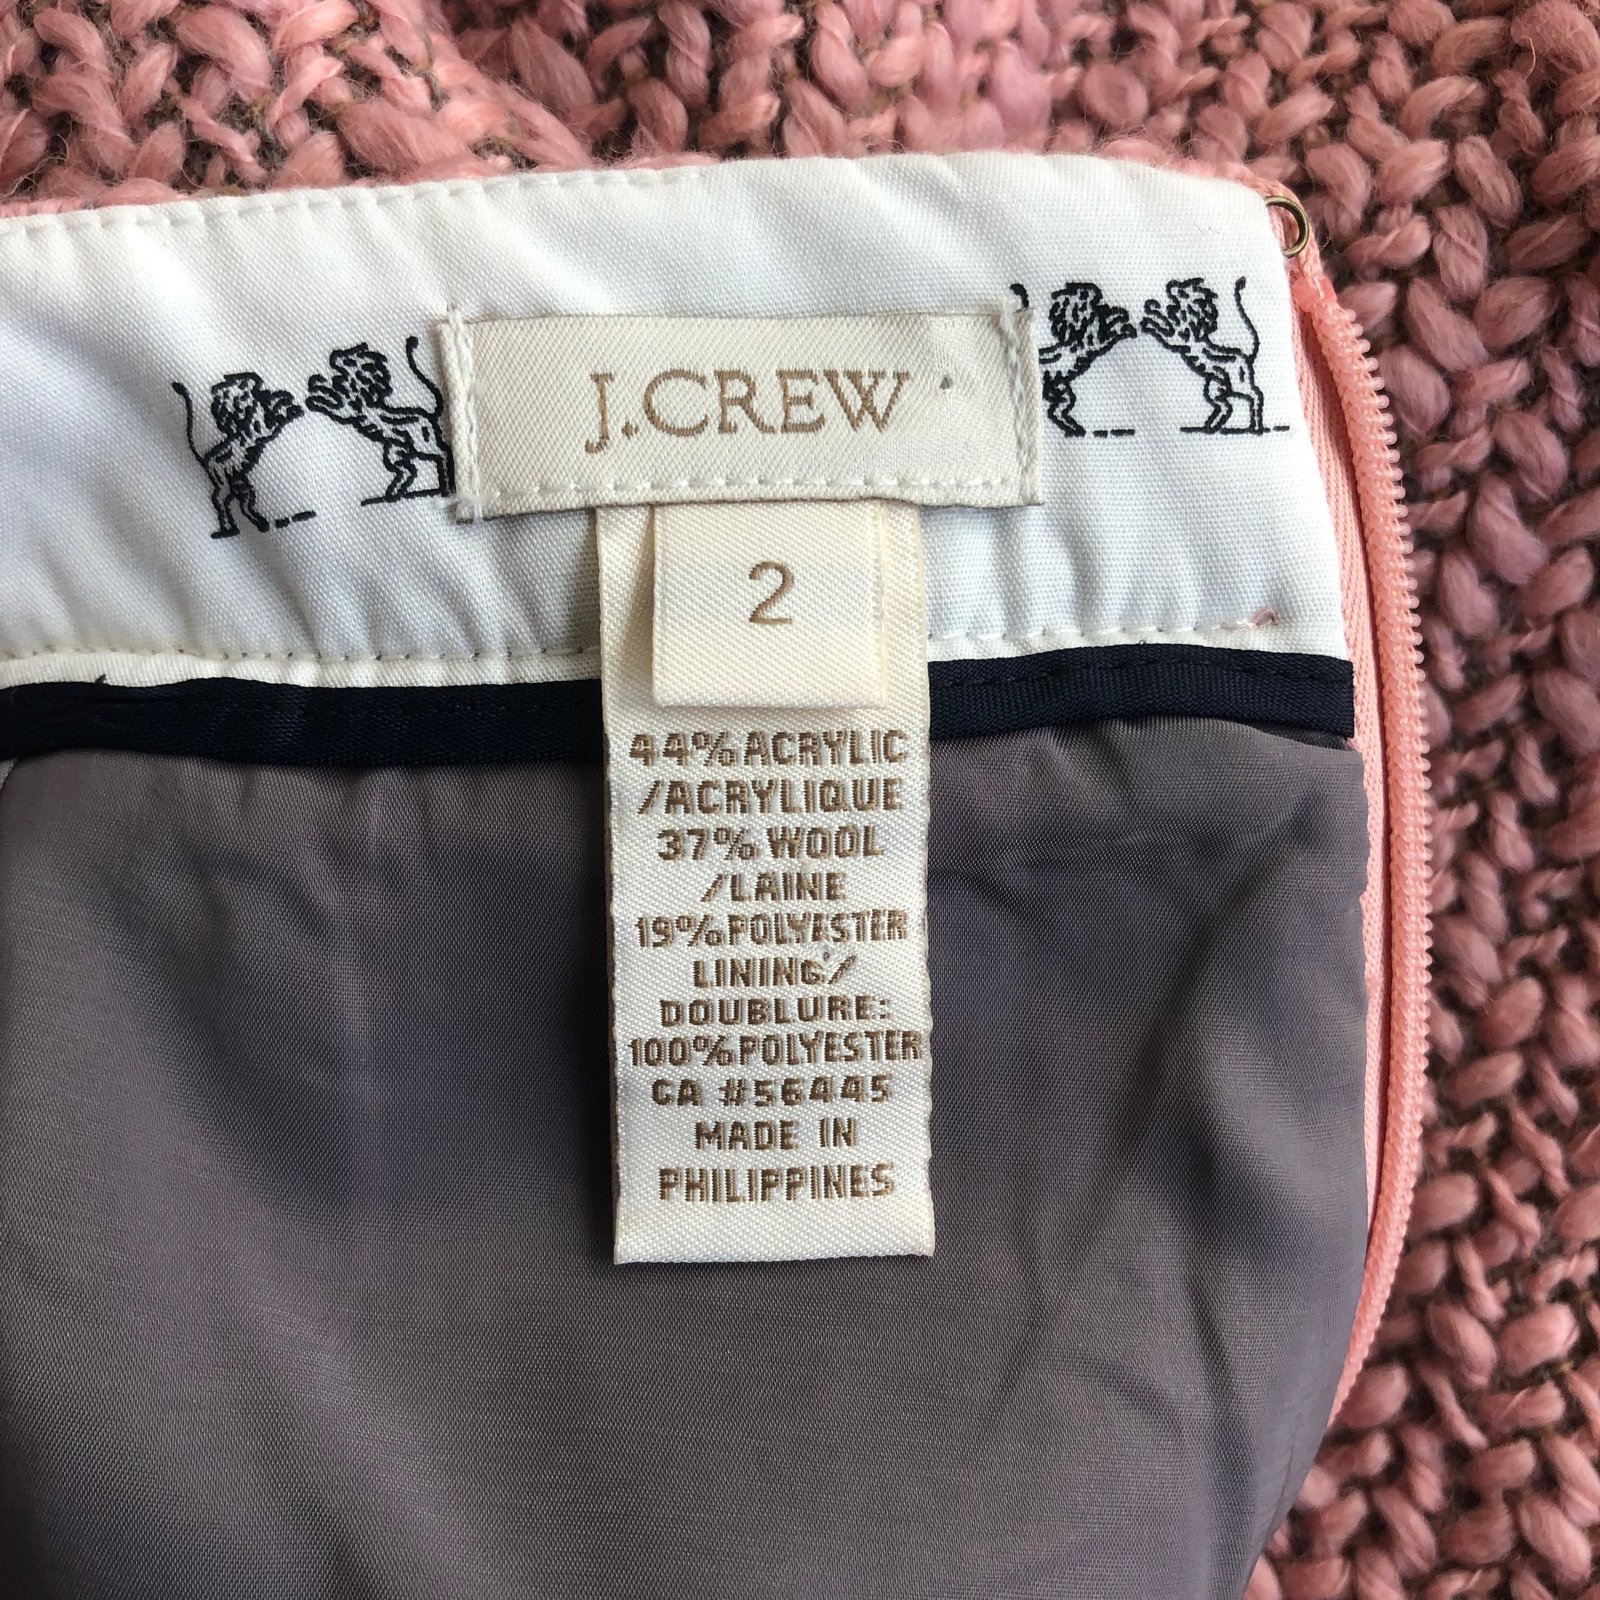 J.CREW
2
44% ACRYLIC
/ACRYLIQUE
37% WOOL
/LAINE
19% POLYESTER
LINING/
DOUBLURE:
100% POLYESTER
CA #56445
MADE IN
PHILIPPINES